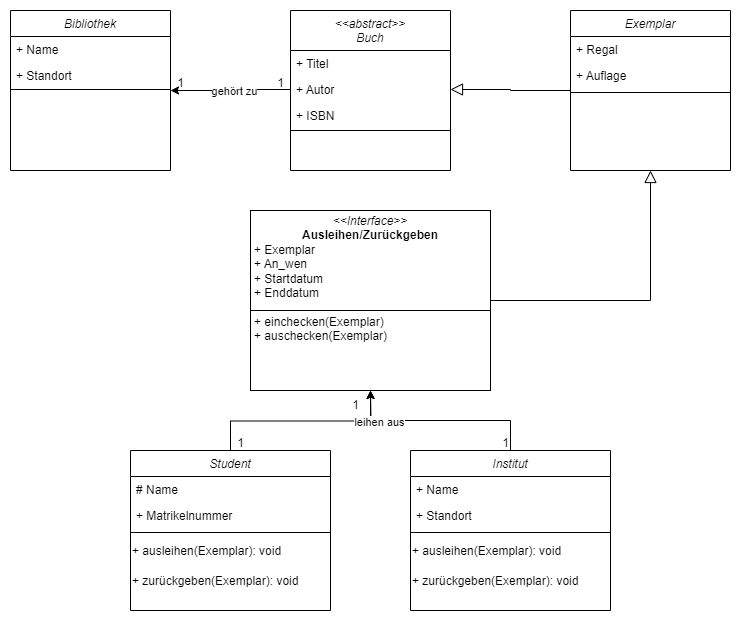 Bibliothek
+ Name
+ Standort
1
gehört zu
1
<<abstract>>
Buch
+ Titel
+ Autor
+ ISBN
Exemplar
+ Regal
+ Auflage
<<Interface>>
Ausleihen/Zurückgeben
+ Exemplar
+ An_wen
+ Startdatum
+ Enddatum
+ einchecken(Exemplar)
+ auschecken(Exemplar)
1
leihen aus
1
1
Student
# Name
+ Matrikelnummer
+ ausleihen(Exemplar): void
+ zurückgeben(Exemplar): void
Institut
+ Name
+ Standort
+ ausleihen(Exemplar): void
+ zurückgeben(Exemplar): void